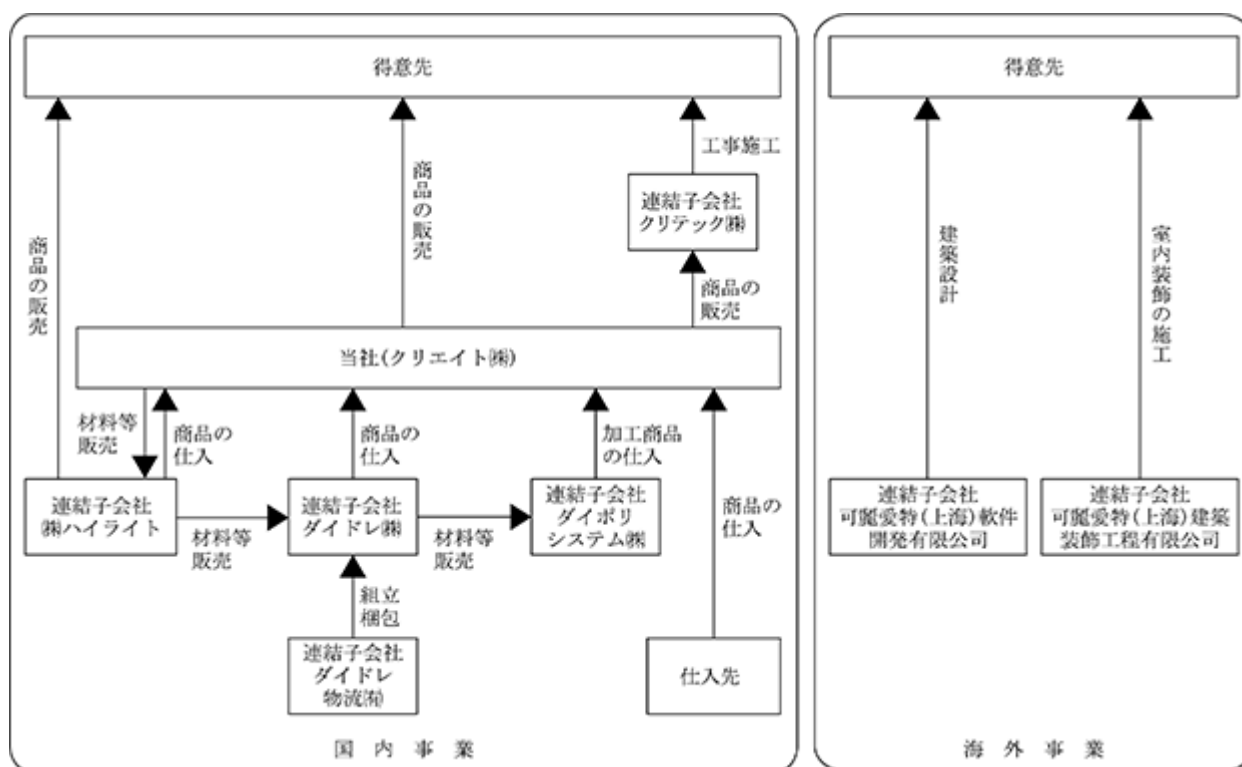 得意先
商品の販売
商品の販売
工事施工
連結子会社
クリテック㈱
商品の
販売
当社(クリエイト㈱)
材料等
販売
商品の
仕入
商品の
仕入
加工商品
の仕入
商品の
仕入
連結子会社
㈱ハイライト
材料等
販売
連結子会社
ダイドレ㈱
材料等
販売
連結子会社
ダイポリ
システム㈱
組立
梱包
連結子会社
ダイドレ
物流㈲
仕入先
国内事業
得意先
建築設計
室内装飾の施工
連結子会社
可麗愛特(上海)軟件
開発有限公司
連結子会社
可麗愛特(上海)建築
装飾工程有限公司
海外事業